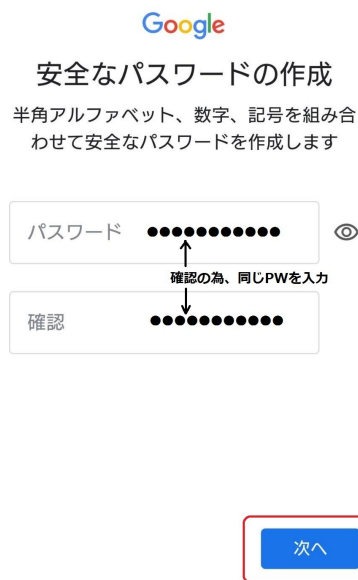 Google
安全なパスワードの作成
半角アルファベット、数字、記号を組み合
わせて安全なパスワードを作成します
パスワード ●●●●●●●●●●●
確認の為、同じPWを入力
確認 ●●●●●●●●●●●
次へ